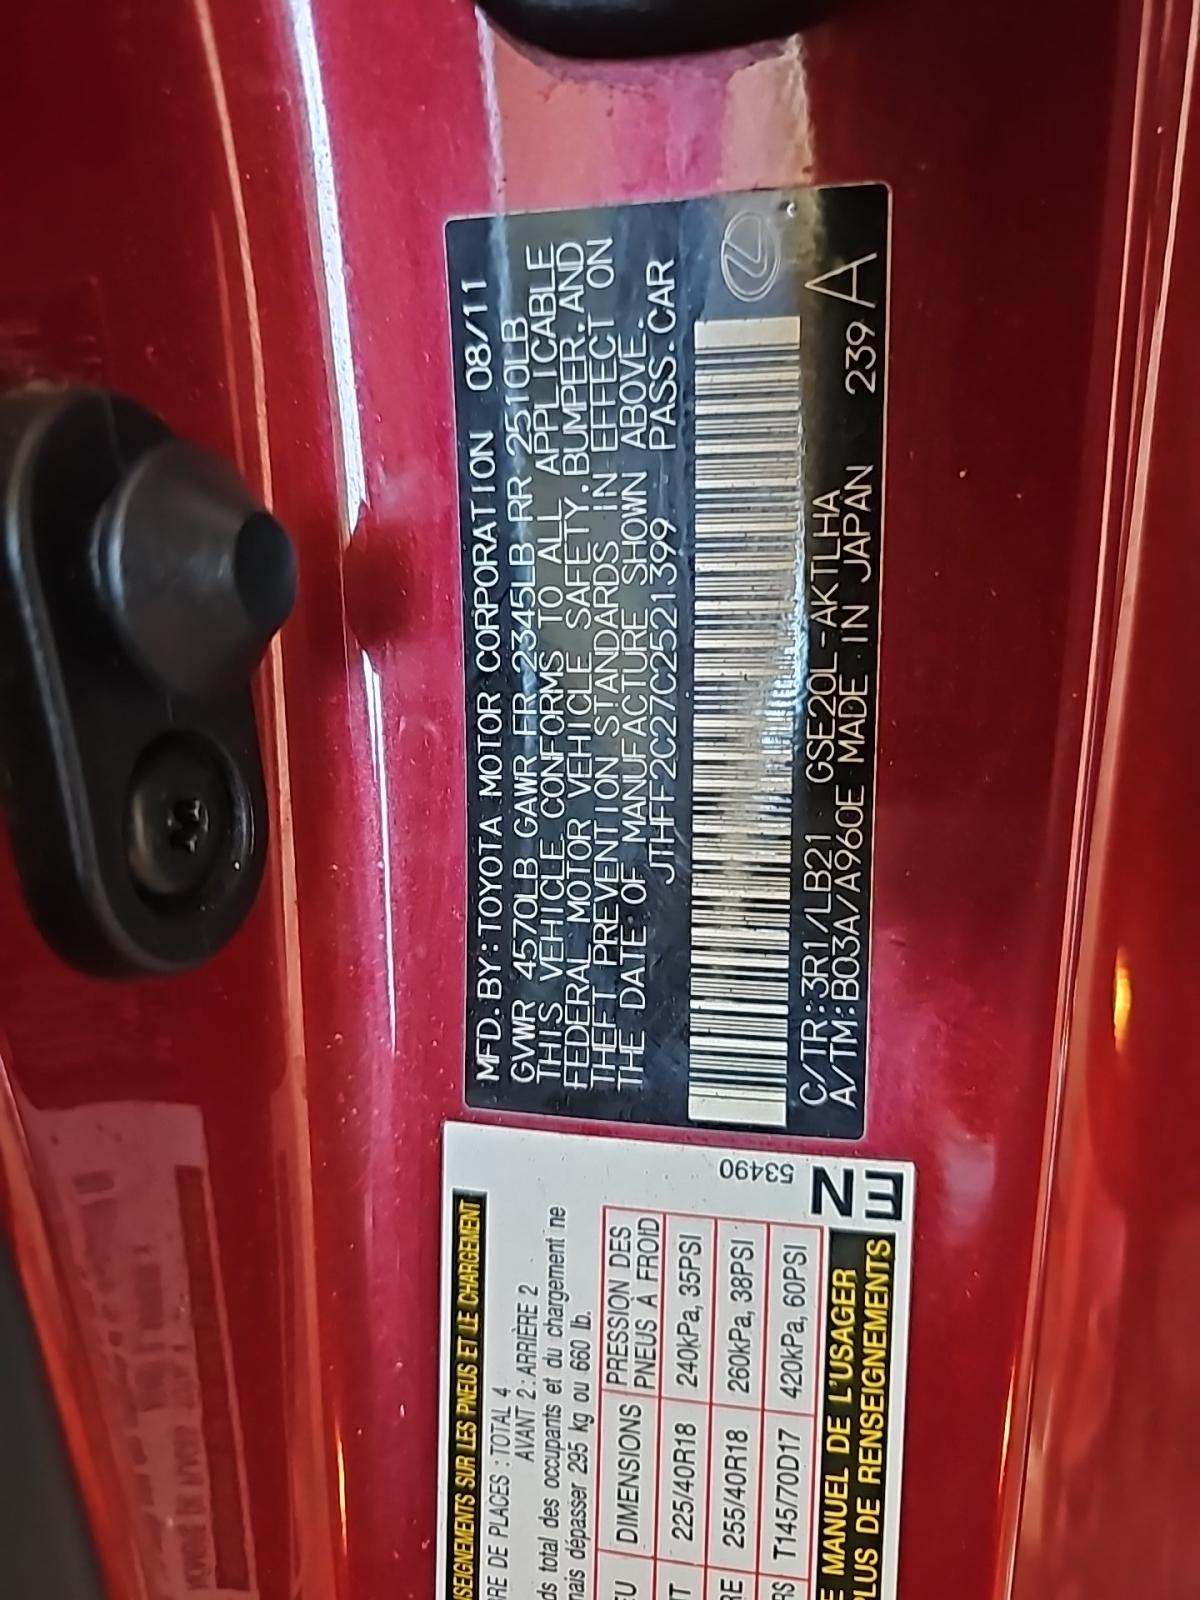 MFD.BY:TOYOTA MOTOR CORPORATION 08/11
GVWR 4570LB GAWR FR 2345LB RR 2510LB
THIS VEHICLE CONFORMS TO ALL APPLICABLE
FEDERAL MOTOR VEHICLE SAFETY.BUMPER.AND
THEFT PREVENTION STANDARDS IN EFFECT ON
THE DATE OF MANUFACTURE SHOWN ABOVE.
JTHFF2C27C2521399 PASS.CAR
C/TR:3R1/LB21 GSE20L-AKTLHA
A/TM:B03A/A960E MADE IN JAPAN 239 A
SEIGNEMENTS SUR LES PNEUS ET LE CHARGEMENT
BRE DE PLACES :TOTAL 4
AVANT 2:ARRIÈRE 2
ds total des occupants et du chargement ne
mais dépasser 295 kg ou 660 lb.
EU DIMENSIONS PRESSION DES
PNEUS À FROID
NT 225/40R18 240kPa, 35PSI
RE 255/40R18 260kPa, 38PSI
RS T145/70D17 420kPa, 60PSI
E MANUEL DE L'USAGER
PLUS DE RENSEIGNEMENTS
53490
EN